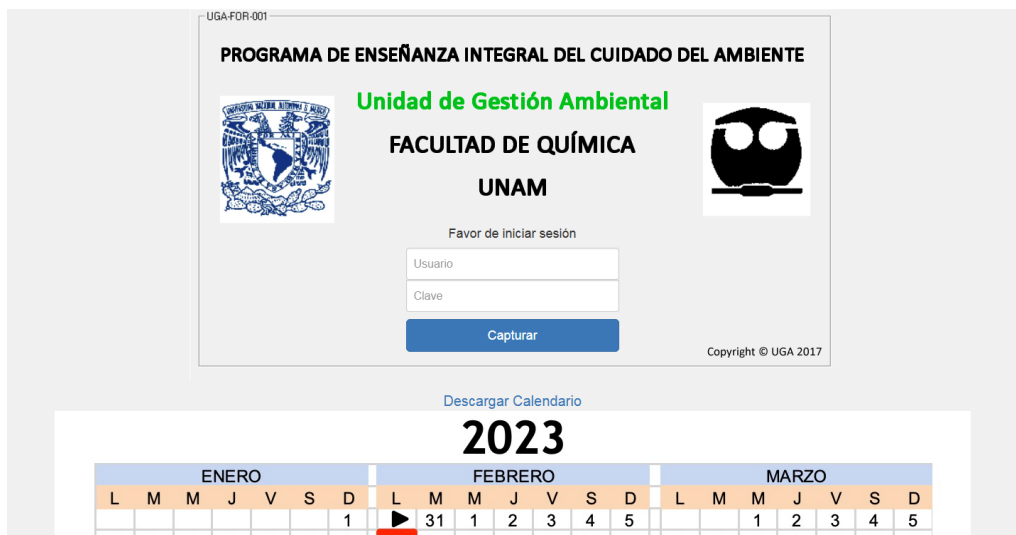 UGA-FOR-001
PROGRAMA DE ENSEÑANZA INTEGRAL DEL CUIDADO DEL AMBIENTE
Unidad de Gestión Ambiental
FACULTAD DE QUÍMICA
UNAM
Favor de iniciar sesión
Usuario
Clave
Capturar
Copyright © UGA 2017
Descargar Calendario
2023
ENERO FEBRERO MARZO
L M M J V S D L M M J V S D L M M J V S D
1 31 1 2 3 4 5 1 2 3 4 5